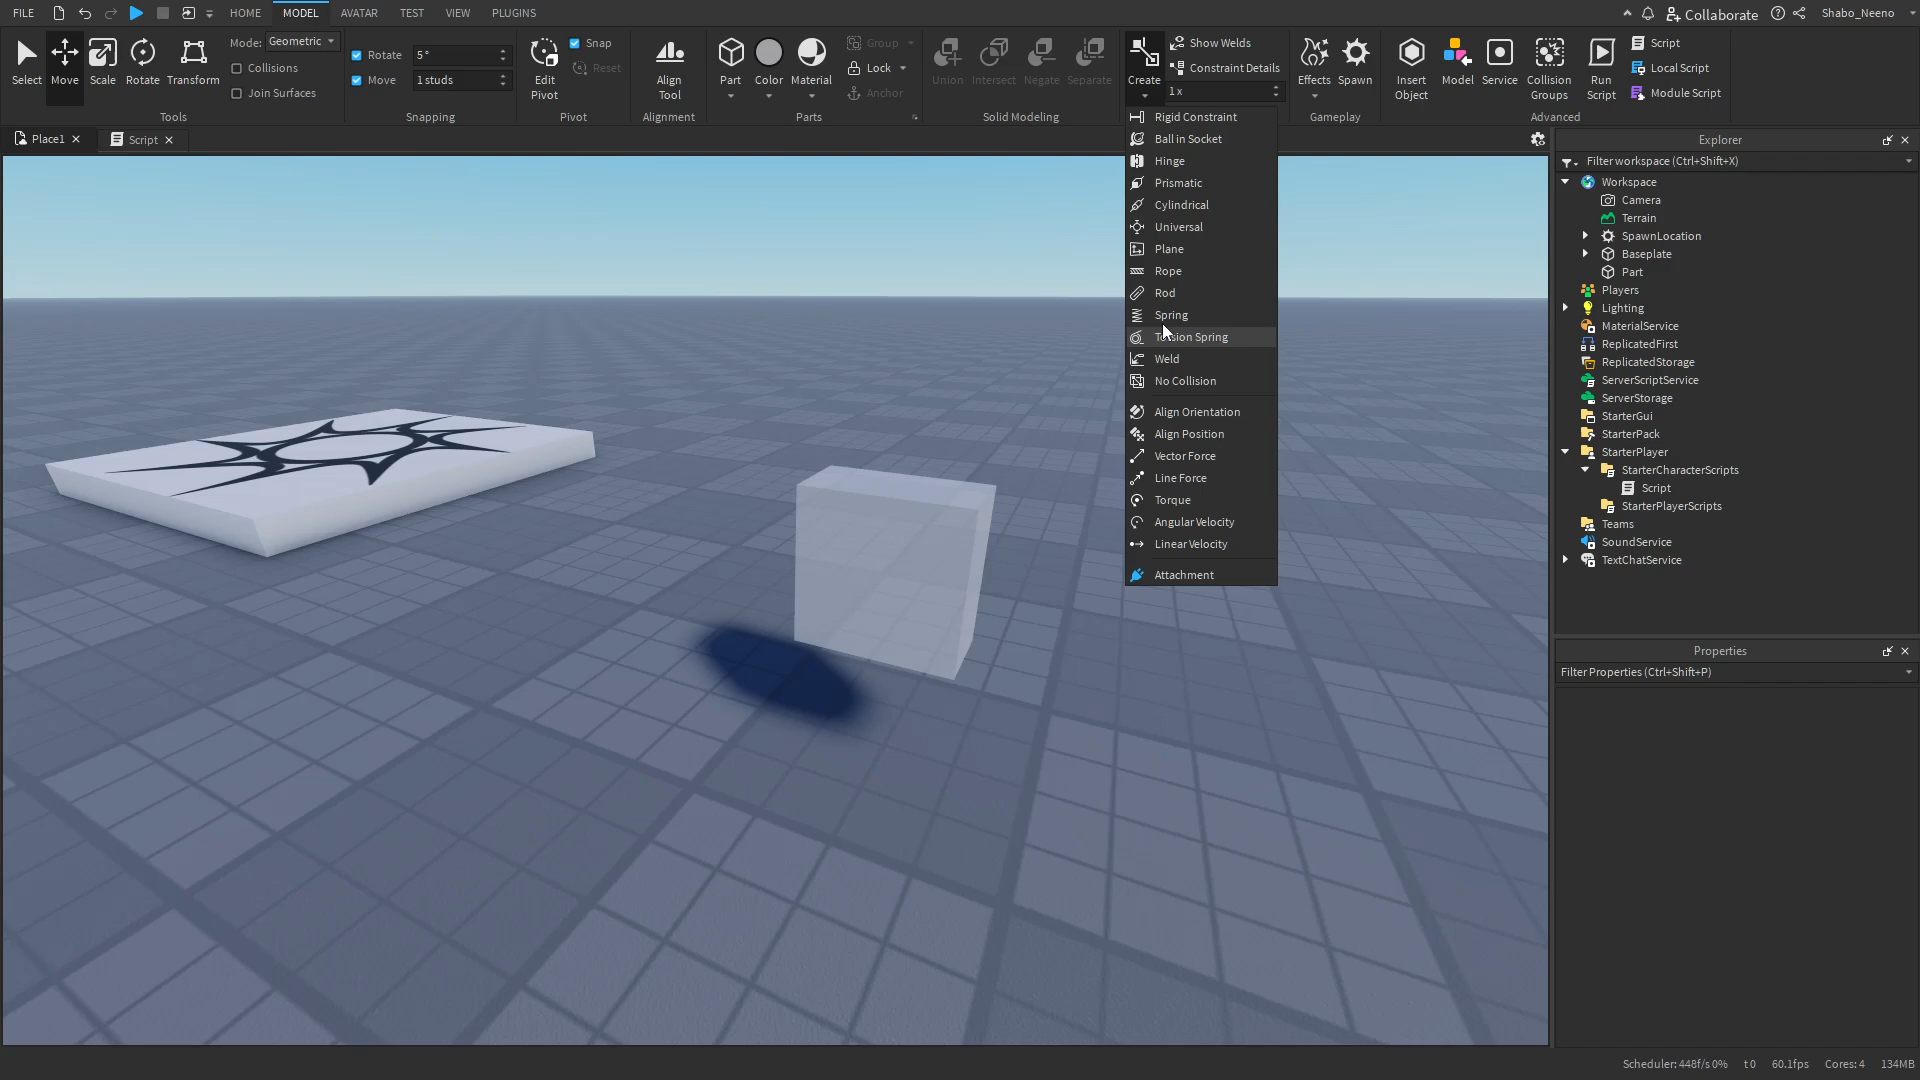 FILE HOME MODEL AVATAR TEST VIEW PLUGINS Collaborate Shabo_Neeno
Select
Move
Scale
Rotate
Transform
Mode: Geometric
Collisions
Join Surfaces
Tools
Rotate 5°
Move 1 studs
Snapping
Edit Pivot
Snap
Reset
Pivot
Align Tool
Alignment
Part
Color
Material
Group
Lock
Anchor
Parts
Union
Intersect
Negate
Separate
Solid Modeling
Create
Show Welds
Constraint Details
1 x
Effects
Spawn
Gameplay
Insert Object
Model
Service
Collision Groups
Run Script
Script
Local Script
Module Script
Advanced
Place1
Script
Rigid Constraint
Ball in Socket
Hinge
Prismatic
Cylindrical
Universal
Plane
Rope
Rod
Spring
Torsion Spring
Weld
No Collision
Align Orientation
Align Position
Vector Force
Line Force
Torque
Angular Velocity
Linear Velocity
Attachment
Explorer
Filter workspace (Ctrl+Shift+X)
Workspace
Camera
Terrain
SpawnLocation
Baseplate
Part
Players
Lighting
MaterialService
ReplicatedFirst
ReplicatedStorage
ServerScriptService
ServerStorage
StarterGui
StarterPack
StarterPlayer
StarterCharacterScripts
Script
StarterPlayerScripts
Teams
SoundService
TextChatService
Properties
Filter Properties (Ctrl+Shift+P)
Scheduler: 448f/s 0% t 0 60.1fps Cores: 4 134MB